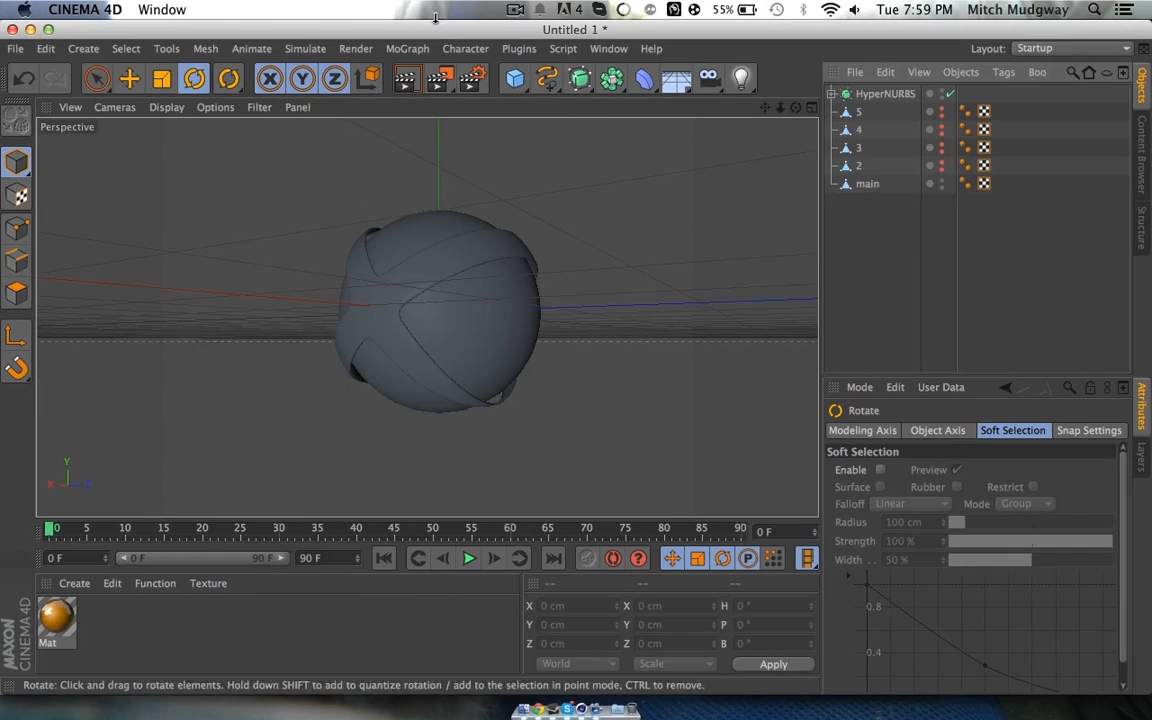 CINEMA 4D Window 4 55% Tue 7:59 PM Mitch Mudgway
Untitled 1 *
File Edit Create Select Tools Mesh Animate Simulate Render MoGraph Character Plugins Script Window Help Layout: Startup
X Y Z File Edit View Objects Tags Boo
View Cameras Display Options Filter Panel
Perspective
HyperNURBS
5
4
3
2
main
Objects
Content Browser
Structure
Y
X Z
Mode Edit User Data
Rotate
Modeling Axis Object Axis Soft Selection Snap Settings
Soft Selection
Enable Preview
Surface Rubber Restrict
Falloff Linear Mode Group
Radius 100 cm
Strength 100 %
Width . . 50 %
0.8
0.4
Attributes
Layers
0 5 10 15 20 25 30 35 40 45 50 55 60 65 70 75 80 85 90 0 F
0 F 0 F 90 F 90 F P
Create Edit Function Texture
Mat
-- -- --
X 0 cm X 0 cm H 0 °
Y 0 cm Y 0 cm P 0 °
Z 0 cm Z 0 cm B 0 °
World Scale Apply
MAXON
CINEMA 4D
Rotate: Click and drag to rotate elements. Hold down SHIFT to add to quantize rotation / add to the selection in point mode, CTRL to remove.